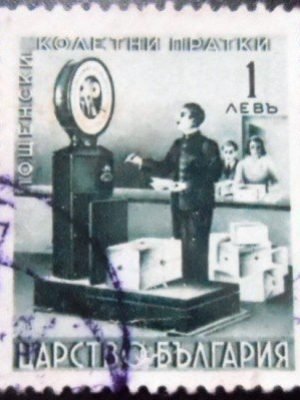 ПОЩЕНСКИ
КОЛЕТНИ ПРАТКИ
1
ЛЕВЪ
ЦАРСТВО БЪЛГАРИЯ